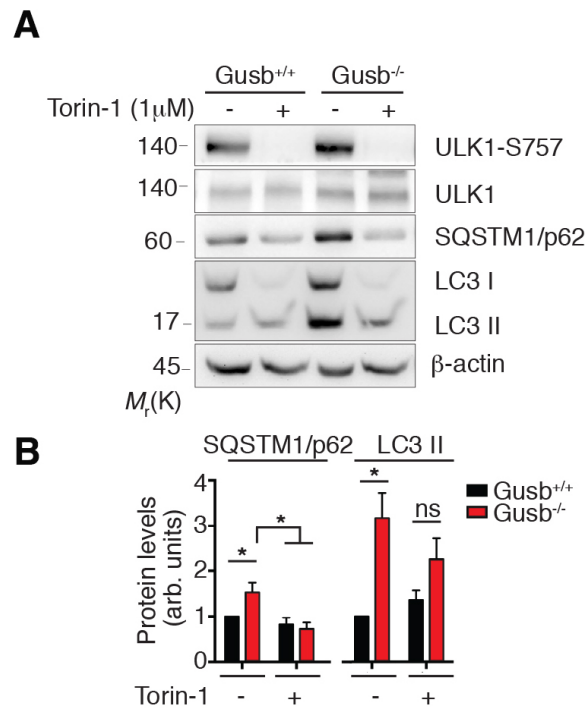 A
Gusb+/+ Gusb-/-
Torin-1 (1μM) - + - +
140 ULK1-S757
140 ULK1
60 SQSTM1/p62
LC3 I
17 LC3 II
45 β-actin
Mr(K)
B
SQSTM1/p62 LC3 II
Protein levels
(arb. units)
4
3
2
1
0
* * * ns
Gusb+/+
Gusb-/-
Torin-1 - + - +